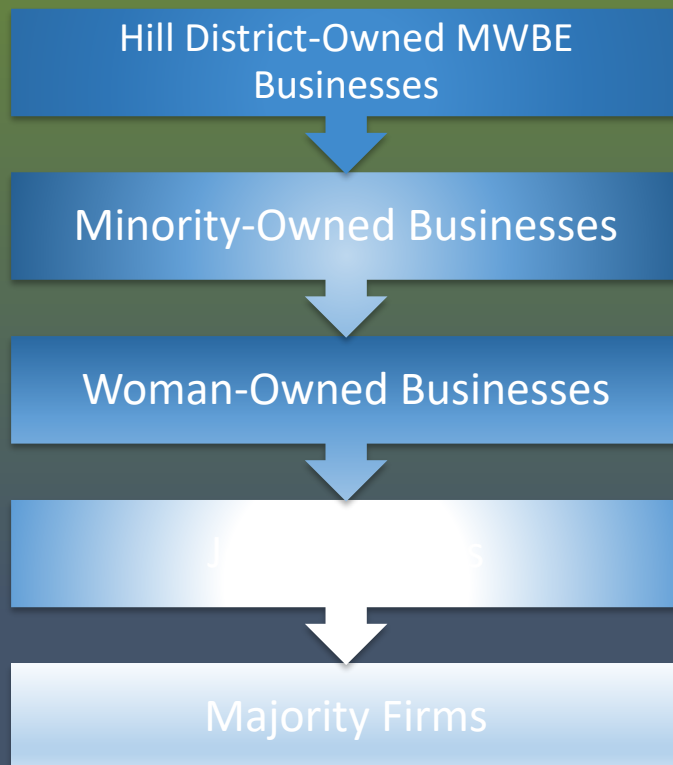 Hill District-Owned MWBE
Businesses
Minority-Owned Businesses
Woman-Owned Businesses
Majority Firms